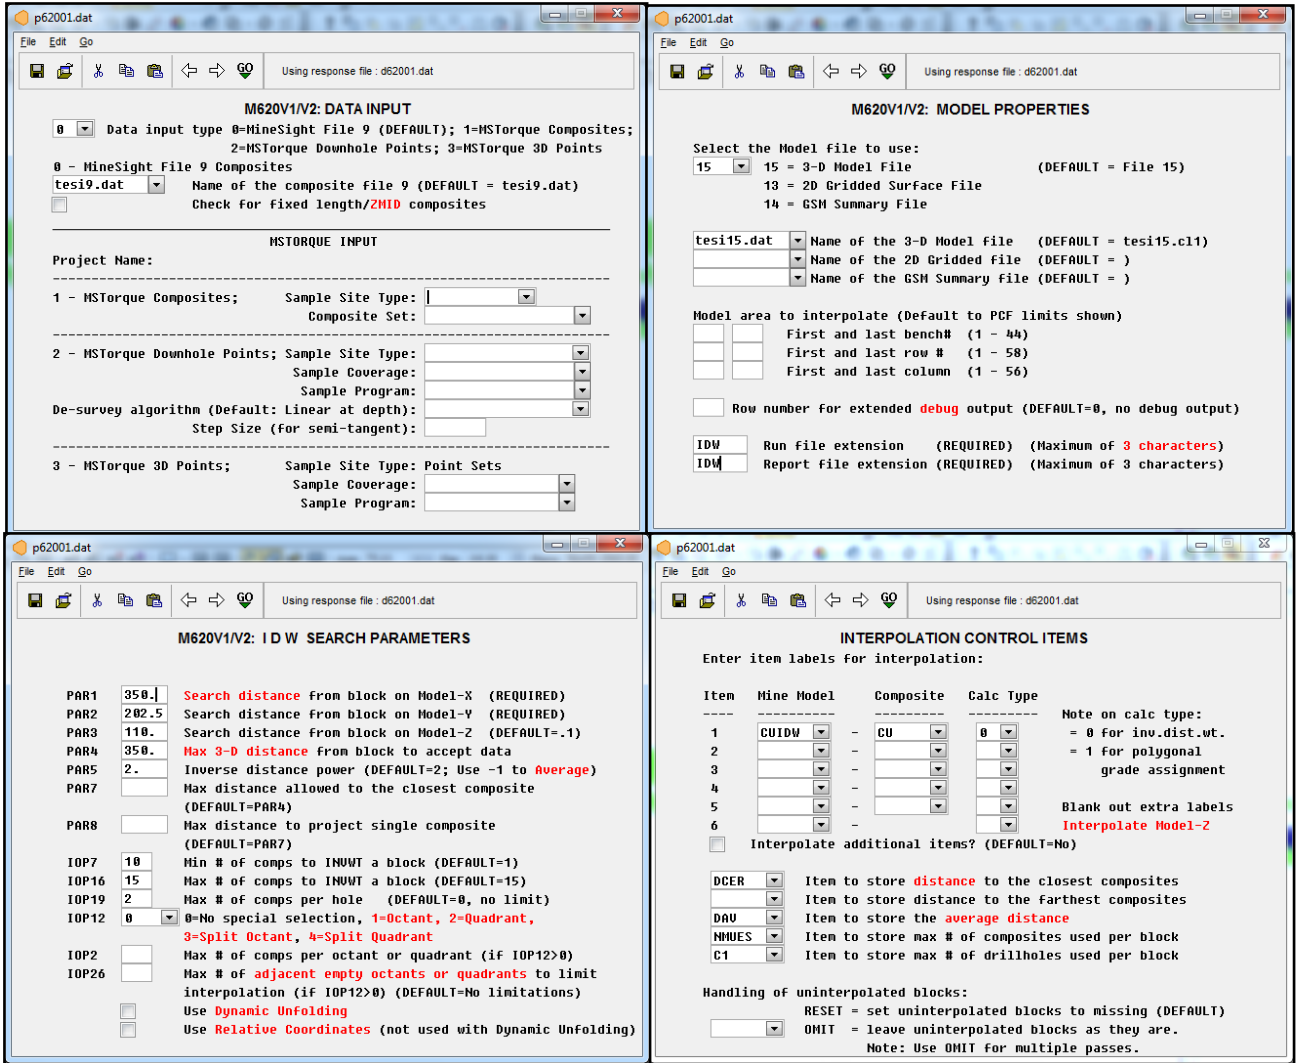 p62001.dat
File Edit Go
GO Using response file : d62001.dat
M620V1/V2: DATA INPUT
0 Data input type 0=MineSight File 9 (DEFAULT); 1=MSTorque Composites;
2=MSTorque Downhole Points; 3=MSTorque 3D Points
0 - MineSight File 9 Composites
tesi9.dat Name of the composite file 9 (DEFAULT = tesi9.dat)
Check for fixed length/ZMID composites
MSTORQUE INPUT
Project Name:
1 - MSTorque Composites; Sample Site Type:
Composite Set:
2 - MSTorque Downhole Points; Sample Site Type:
Sample Coverage:
Sample Program:
De-survey algorithm (Default: Linear at depth):
Step Size (for semi-tangent):
3 - MSTorque 3D Points; Sample Site Type: Point Sets
Sample Coverage:
Sample Program:
p62001.dat
File Edit Go
GO Using response file : d62001.dat
M620V1/V2: MODEL PROPERTIES
Select the Model file to use:
15 15 = 3-D Model File (DEFAULT = File 15)
13 = 2D Gridded Surface File
14 = GSM Summary File
tesi15.dat Name of the 3-D Model file (DEFAULT = tesi15.cl1)
Name of the 2D Gridded file (DEFAULT = )
Name of the GSM Summary file (DEFAULT = )
Model area to interpolate (Default to PCF limits shown)
First and last bench# (1 - 44)
First and last row # (1 - 58)
First and last column (1 - 56)
Row number for extended debug output (DEFAULT=0, no debug output)
IDW Run file extension (REQUIRED) (Maximum of 3 characters)
IDW Report file extension (REQUIRED) (Maximum of 3 characters)
p62001.dat
File Edit Go
GO Using response file : d62001.dat
M620V1/V2: I D W SEARCH PARAMETERS
PAR1 350. Search distance from block on Model-X (REQUIRED)
PAR2 202.5 Search distance from block on Model-Y (REQUIRED)
PAR3 110. Search distance from block on Model-Z (DEFAULT=.1)
PAR4 350. Max 3-D distance from block to accept data
PAR5 2. Inverse distance power (DEFAULT=2; Use -1 to Average)
PAR7 Max distance allowed to the closest composite
(DEFAULT=PAR4)
PAR8 Max distance to project single composite
(DEFAULT=PAR7)
IOP7 10 Min # of comps to INVWT a block (DEFAULT=1)
IOP16 15 Max # of comps to INVWT a block (DEFAULT=15)
IOP19 2 Max # of comps per hole (DEFAULT=0, no limit)
IOP12 0 0=No special selection, 1=Octant, 2=Quadrant,
3=Split Octant, 4=Split Quadrant
IOP2 Max # of comps per octant or quadrant (if IOP12>0)
IOP26 Max # of adjacent empty octants or quadrants to limit
interpolation (if IOP12>0) (DEFAULT=No limitations)
Use Dynamic Unfolding
Use Relative Coordinates (not used with Dynamic Unfolding)
p62001.dat
File Edit Go
GO Using response file : d62001.dat
INTERPOLATION CONTROL ITEMS
Enter item labels for interpolation:
Item Mine Model Composite Calc Type
Note on calc type:
1 CUIDW - CU 0 = 0 for inv.dist.wt.
2 - = 1 for polygonal
3 - grade assignment
4 -
5 - Blank out extra labels
6 - Interpolate Model-Z
Interpolate additional items? (DEFAULT=No)
DCER Item to store distance to the closest composites
Item to store distance to the farthest composites
DAV Item to store the average distance
NMUES Item to store max # of composites used per block
C1 Item to store max # of drillholes used per block
Handling of uninterpolated blocks:
RESET = set uninterpolated blocks to missing (DEFAULT)
OMIT = leave uninterpolated blocks as they are.
Note: Use OMIT for multiple passes.